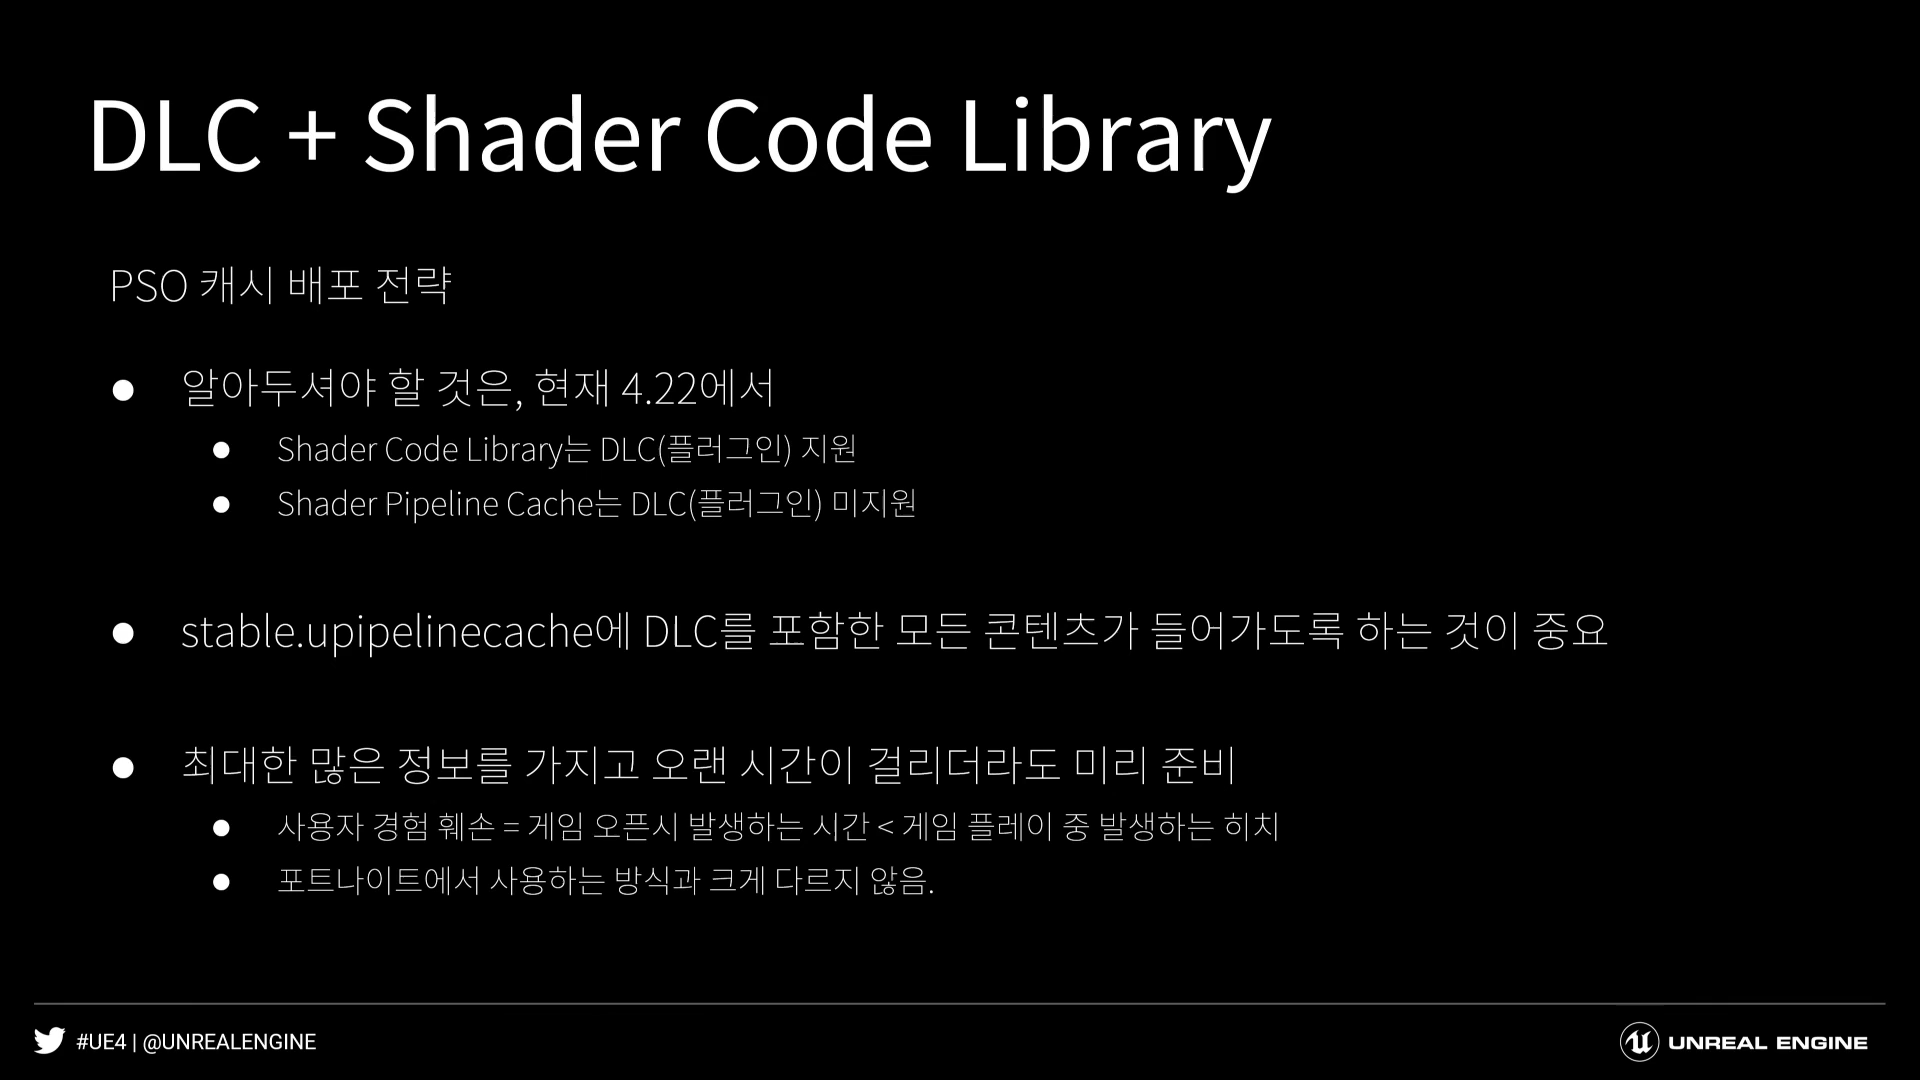 DLC + Shader Code Library
PSO 캐시 배포 전략
● 알아두셔야 할 것은, 현재 4.22에서
● Shader Code Library는 DLC(플러그인) 지원
● Shader Pipeline Cache는 DLC(플러그인) 미지원
● stable.upipelinecache에 DLC를 포함한 모든 콘텐츠가 들어가도록 하는 것이 중요
● 최대한 많은 정보를 가지고 오랜 시간이 걸리더라도 미리 준비
● 사용자 경험 훼손 = 게임 오픈시 발생하는 시간 < 게임 플레이 중 발생하는 히치
● 포트나이트에서 사용하는 방식과 크게 다르지 않음.
#UE4 | @UNREALENGINE
UNREAL ENGINE